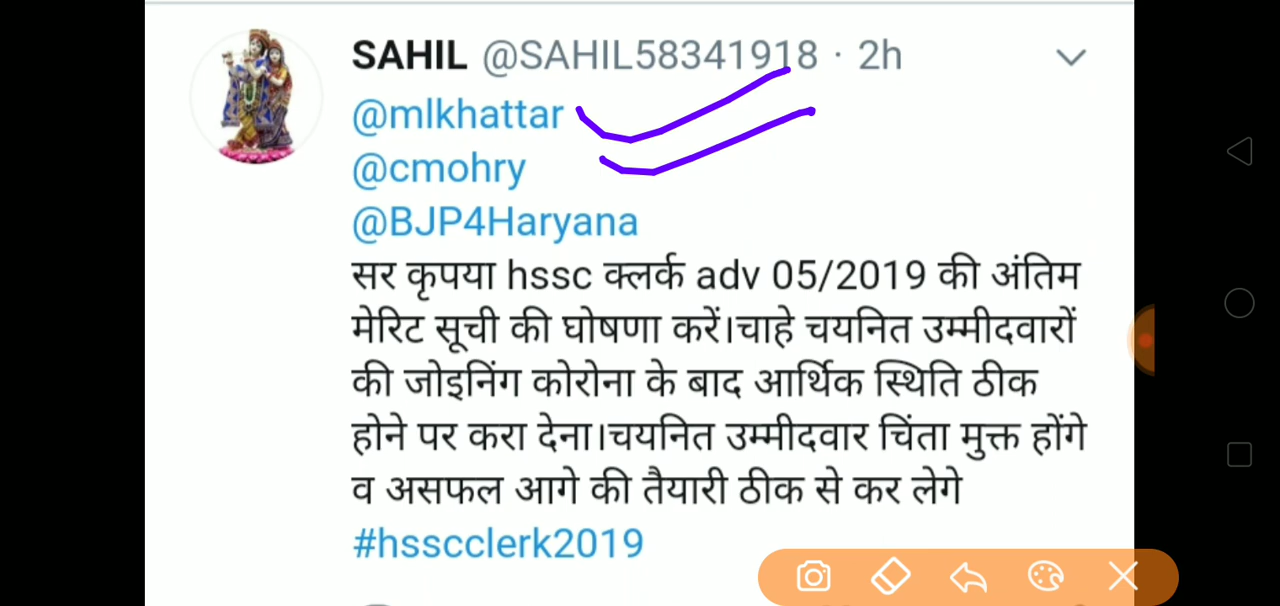 SAHIL @SAHIL58341918 · 2h
@mlkhattar
@cmohry
@BJP4Haryana
सर कृपया hssc क्लर्क adv 05/2019 की अंतिम
मेरिट सूची की घोषणा करें।चाहे चयनित उम्मीदवारों
की जोइनिंग कोरोना के बाद आर्थिक स्थिति ठीक
होने पर करा देना।चयनित उम्मीदवार चिंता मुक्त होंगे
व असफल आगे की तैयारी ठीक से कर लेगे
#hsscclerk2019